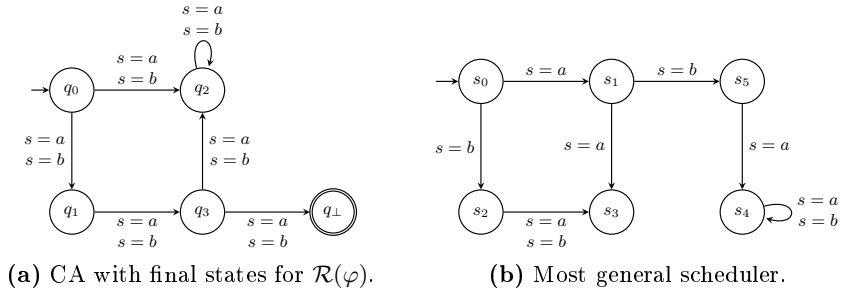 s = a
s = b
s = a
s = b
q0
q2
s = a
s = b
s = a
s = b
q1
q3
q⊥
s = a
s = b
s = a
s = b
(a) CA with final states for R(φ).
s0
s = a
s1
s = b
s5
s = b
s = a
s = a
s2
s3
s4
s = a
s = b
s = a
s = b
(b) Most general scheduler.